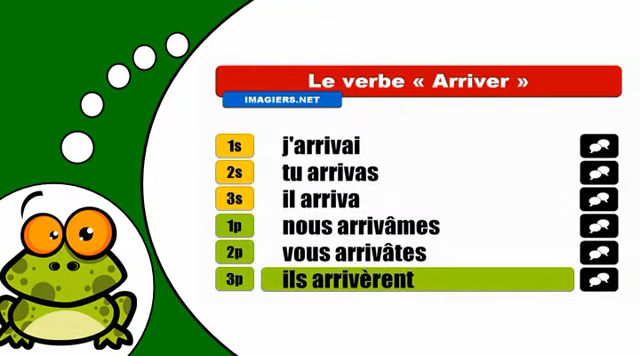 Le verbe « Arriver »
IMAGIERS.NET
1s j'arrivai
2s tu arrivas
3s il arriva
1p nous arrivâmes
2p vous arrivâtes
3p ils arrivèrent